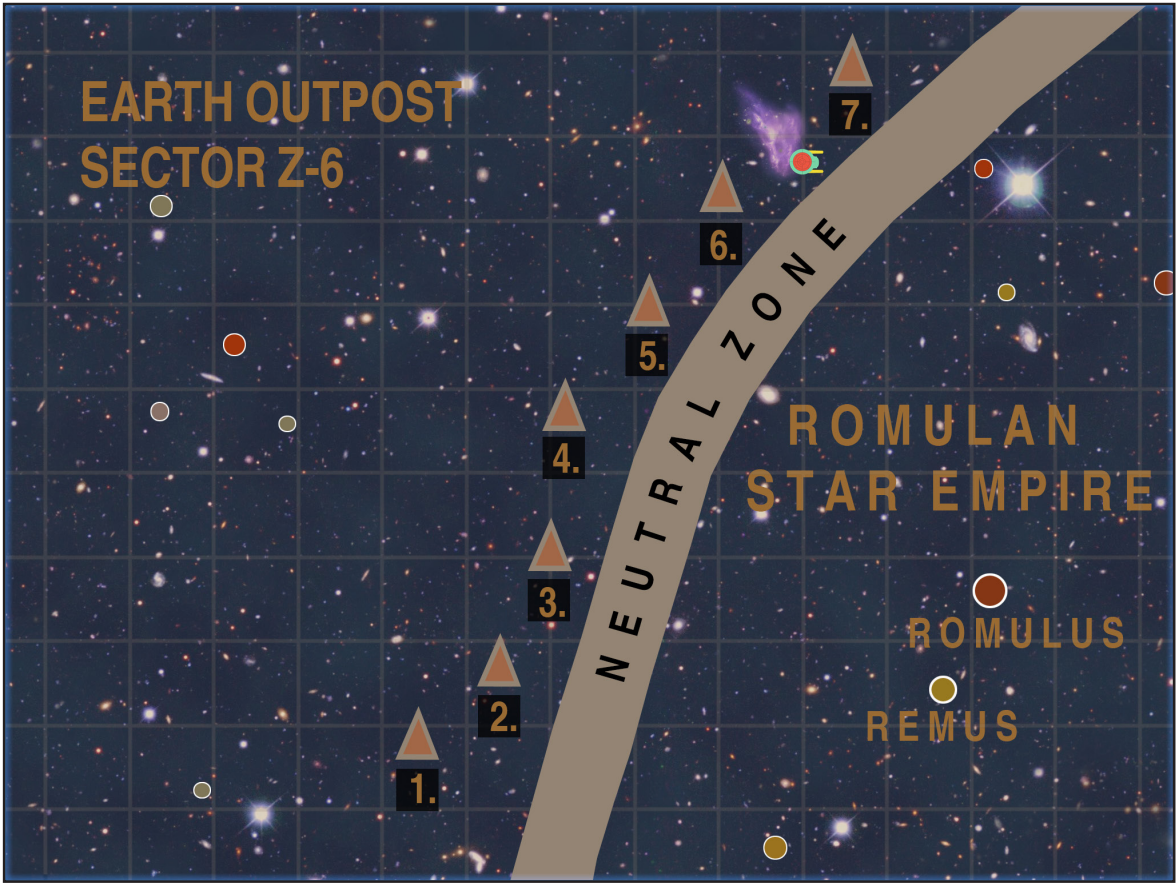 EARTH OUTPOST
SECTOR Z-6
7.
6.
5.
4.
3.
2.
1.
NEUTRAL ZONE
ROMULAN
STAR EMPIRE
ROMULUS
REMUS